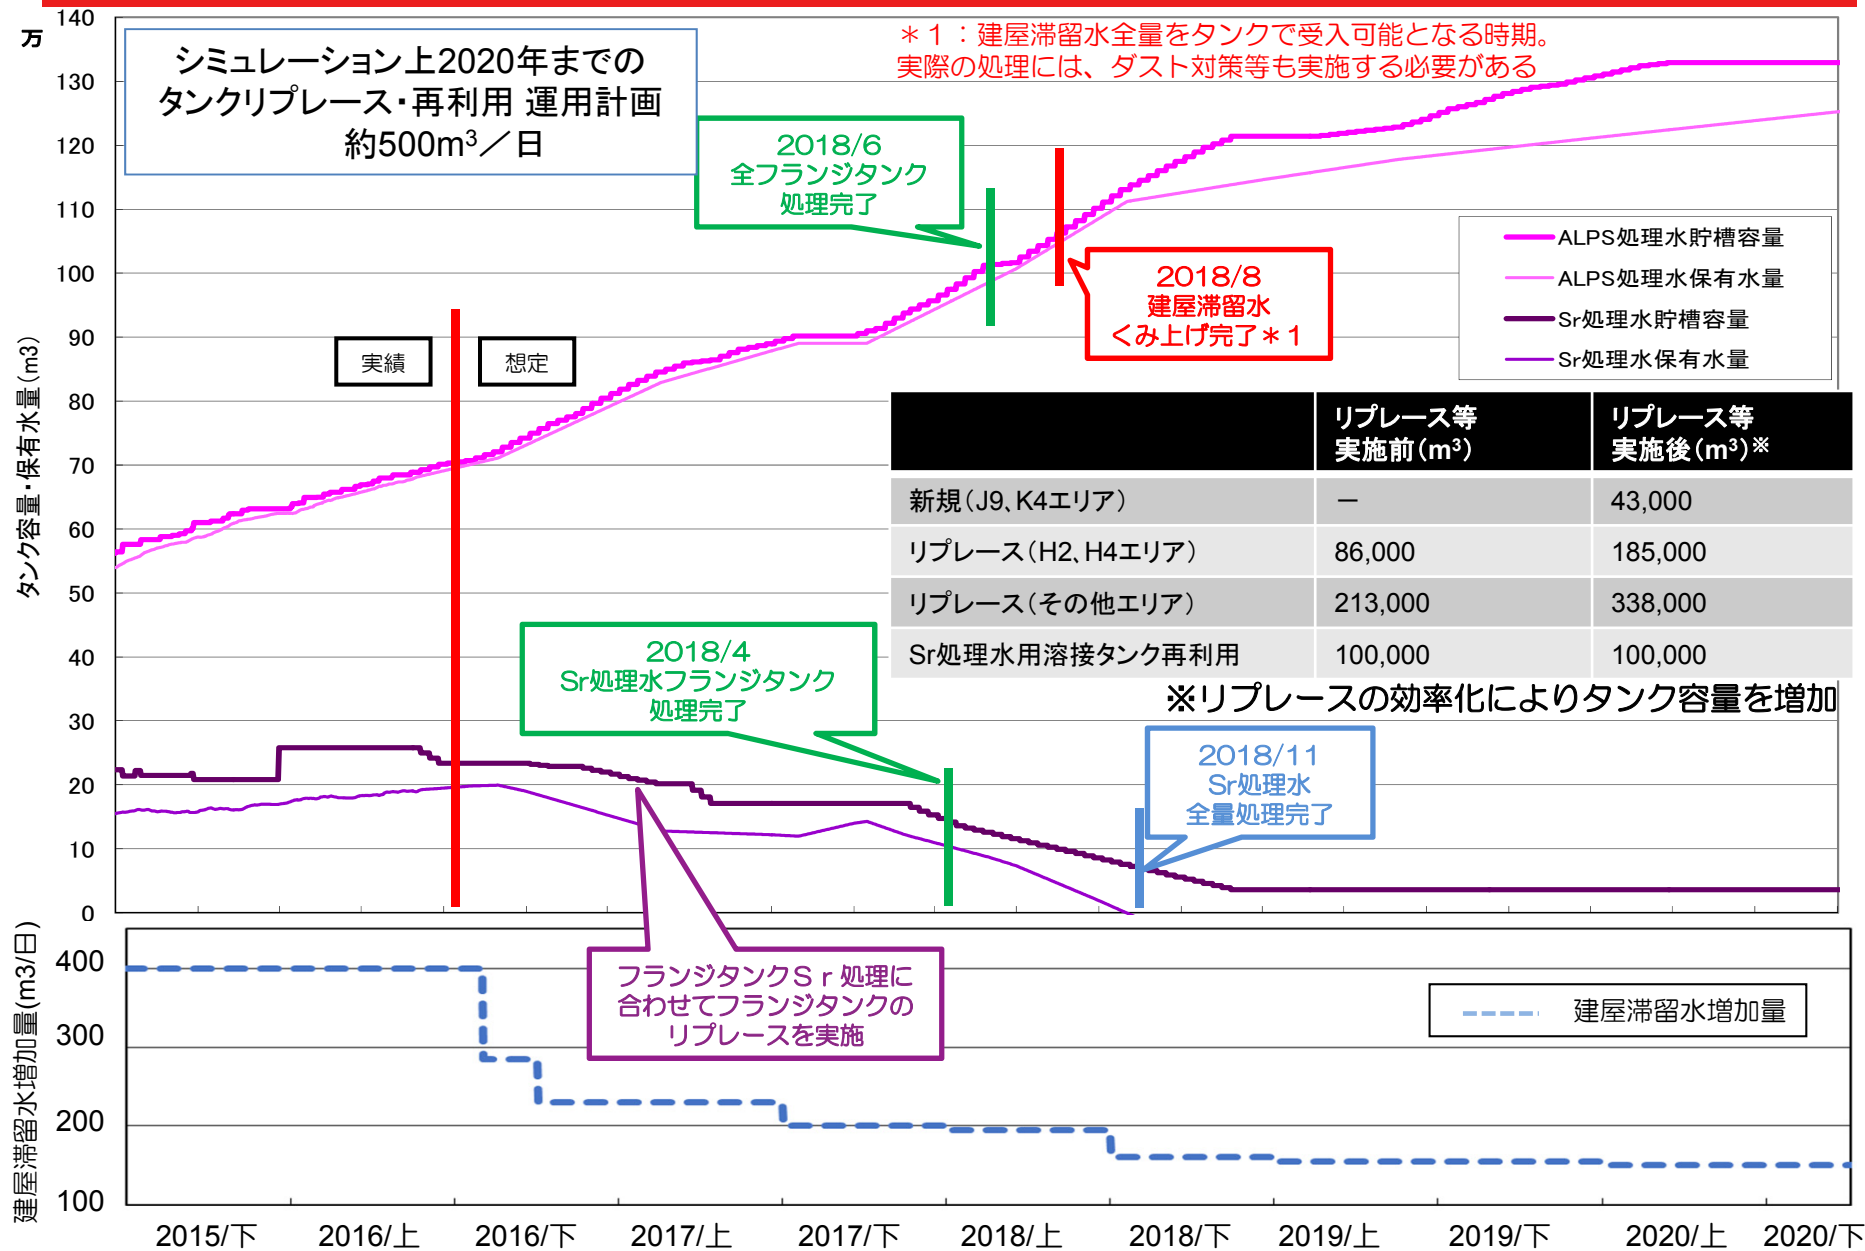 万
140
130
120
110
100
90
80
70
60
50
40
30
20
10
0
タンク容量・保有水量(m3)
シミュレーション上2020年までの
タンクリプレース・再利用 運用計画
約500m³／日
＊１：建屋滞留水全量をタンクで受入可能となる時期。
実際の処理には、ダスト対策等も実施する必要がある
2018/6
全フランジタンク
処理完了
2018/8
建屋滞留水
くみ上げ完了＊１
ALPS処理水貯槽容量
ALPS処理水保有水量
Sr処理水貯槽容量
Sr処理水保有水量
実績
想定
リプレース等
実施前(m³)
リプレース等
実施後(m³)※
新規(J9、K4エリア) － 43,000
リプレース(H2、H4エリア) 86,000 185,000
リプレース(その他エリア) 213,000 338,000
Sr処理水用溶接タンク再利用 100,000 100,000
※リプレースの効率化によりタンク容量を増加
2018/4
Sr処理水フランジタンク
処理完了
2018/11
Sr処理水
全量処理完了
フランジタンクＳｒ処理に
合わせてフランジタンクの
リプレースを実施
建屋滞留水増加量(m3/日)
400
300
200
100
建屋滞留水増加量
2015/下 2016/上 2016/下 2017/上 2017/下 2018/上 2018/下 2019/上 2019/下 2020/上 2020/下